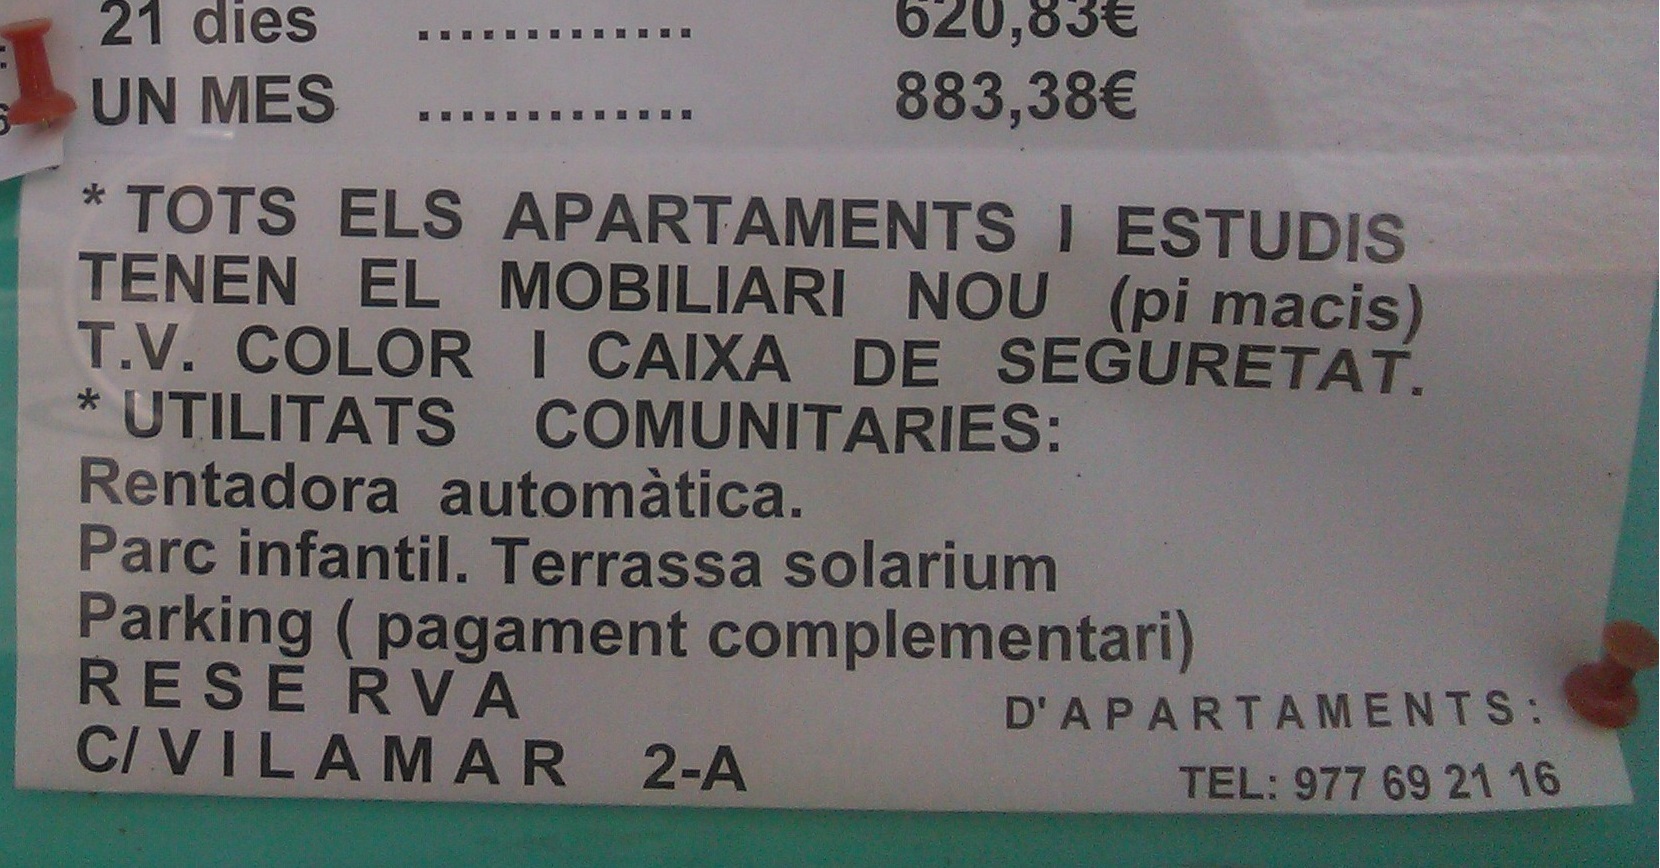 21 dies ............. 620,83€
UN MES ............. 883,38€
* TOTS ELS APARTAMENTS I ESTUDIS
TENEN EL MOBILIARI NOU (pi macis)
T.V. COLOR I CAIXA DE SEGURETAT.
* UTILITATS COMUNITARIES:
Rentadora automàtica.
Parc infantil. Terrassa solarium
Parking ( pagament complementari)
RESERVA D'APARTAMENTS:
C/VILAMAR 2-A TEL: 977 69 21 16